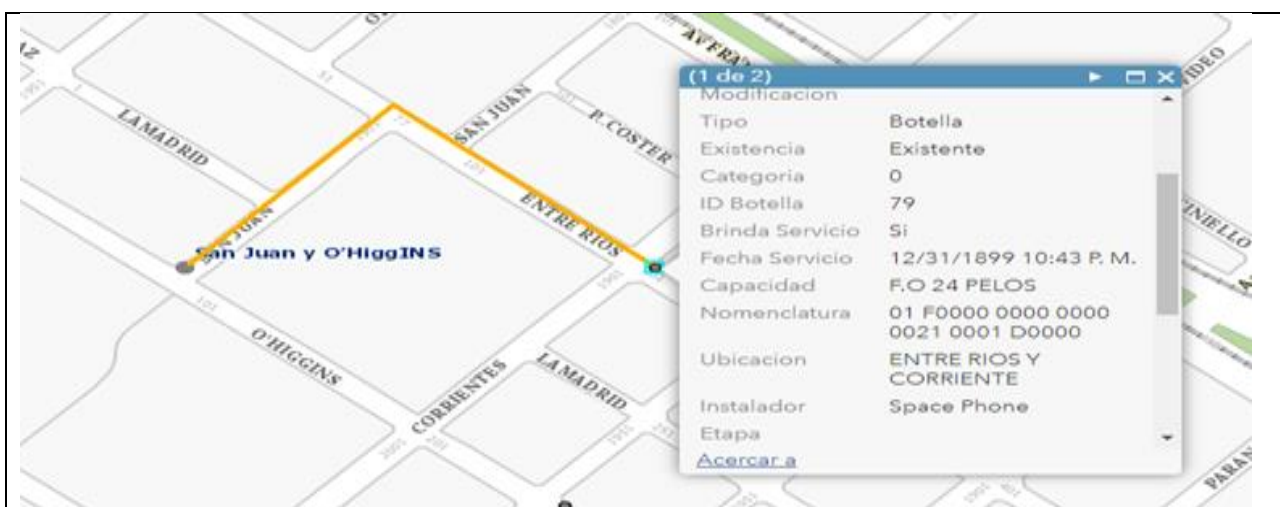 AV FRA
VIDEO
SAN JUAN
P. COSTER
LAMADRID
ENTRE RIOS
SAN JUAN
San Juan y O'HiggINS
O'HIGGINS
CORRIENTES
LAMADRID
INIELLO
PARAN
(1 de 2)
Modificacion
Tipo Botella
Existencia Existente
Categoria 0
ID Botella 79
Brinda Servicio Si
Fecha Servicio 12/31/1899 10:43 P. M.
Capacidad F.O 24 PELOS
Nomenclatura 01 F0000 0000 0000
0021 0001 D0000
Ubicacion ENTRE RIOS Y
CORRIENTE
Instalador Space Phone
Etapa
Acercar a